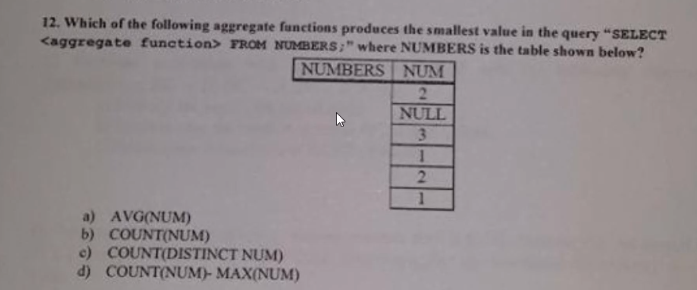 12. Which of the following aggregate functions produces the smallest value in the query “SELECT
<aggregate function> FROM NUMBERS;” where NUMBERS is the table shown below?
NUMBERS NUM
2
NULL
3
1
2
1
a) AVG(NUM)
b) COUNT(NUM)
c) COUNT(DISTINCT NUM)
d) COUNT(NUM)- MAX(NUM)